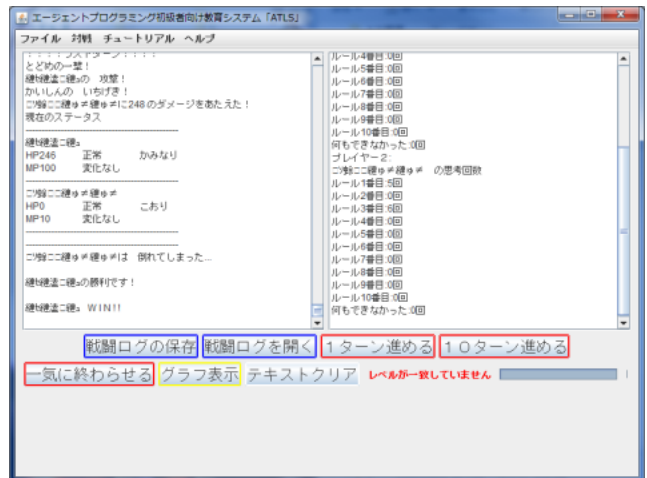 エージェントプログラミング初級者向け教育システム「ATLS」
ファイル 対戦 チュートリアル ヘルプ
とどめの一撃!
の 攻撃!
かいしんの いちげき!
に248のダメージをあたえた!
現在のステータス
HP246 正常 かみなり
MP100 変化なし
HP0 正常 こおり
MP10 変化なし
は 倒れてしまった...
の勝利です!
WIN!!
ルール4番目:0回
ルール5番目:0回
ルール6番目:0回
ルール7番目:0回
ルール8番目:0回
ルール9番目:0回
ルール10番目:0回
何もできなかった:0回
プレイヤー2:
の思考回数
ルール1番目:5回
ルール2番目:0回
ルール3番目:6回
ルール4番目:0回
ルール5番目:0回
ルール6番目:0回
ルール7番目:0回
ルール8番目:0回
ルール9番目:0回
ルール10番目:0回
何もできなかった:0回
戦闘ログの保存 戦闘ログを開く 1ターン進める 10ターン進める
一気に終わらせる グラフ表示 テキストクリア レベルが一致していません